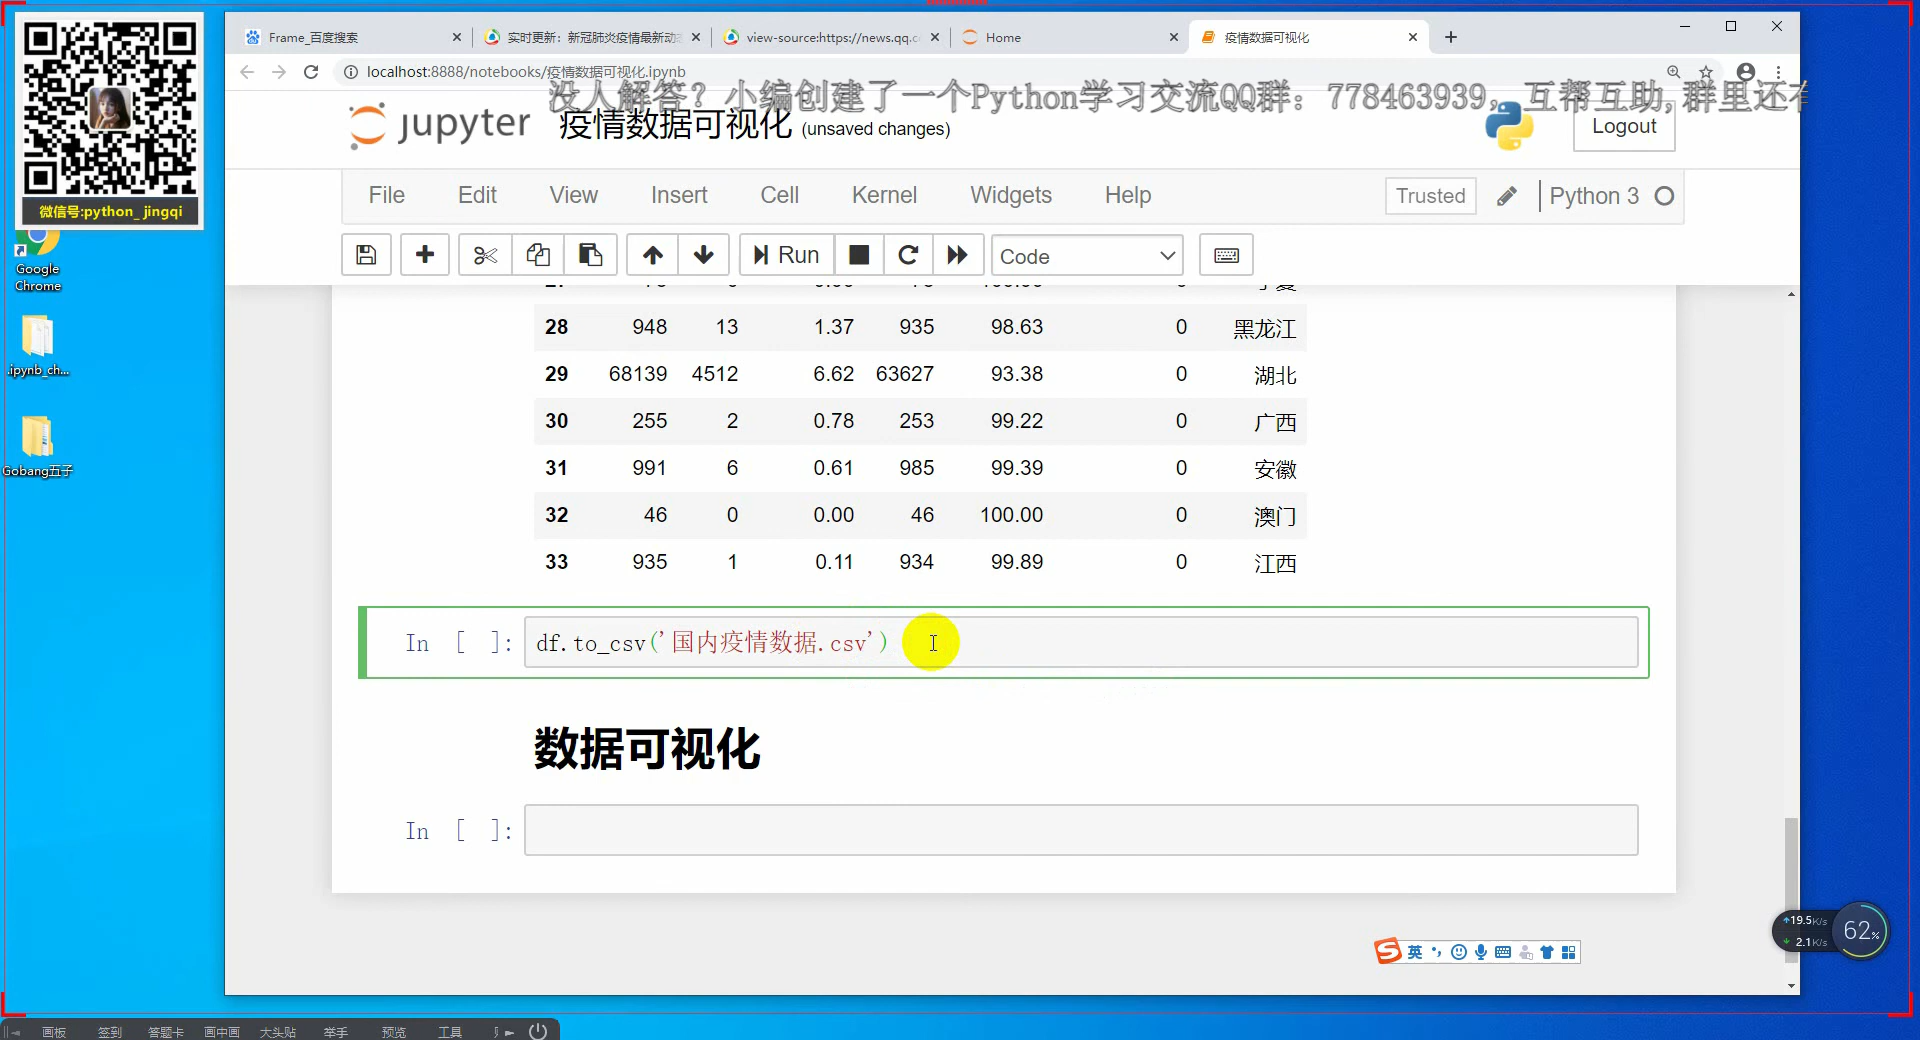 Frame_百度搜索
实时更新：新冠肺炎疫情最新动态
view-source:https://news.qq.c
Home
疫情数据可视化
localhost:8888/notebooks/疫情数据可视化.ipynb
没人解答？小编创建了一个Python学习交流QQ群：778463939，互帮互助,群里还有
jupyter
疫情数据可视化 (unsaved changes)
Logout
微信号:python_jingqi
File Edit View Insert Cell Kernel Widgets Help
Trusted
Python 3
Run
Code
Google
Chrome
.ipynb_ch...
Gobang五子
宁夏
28 948 13 1.37 935 98.63 0 黑龙江
29 68139 4512 6.62 63627 93.38 0 湖北
30 255 2 0.78 253 99.22 0 广西
31 991 6 0.61 985 99.39 0 安徽
32 46 0 0.00 46 100.00 0 澳门
33 935 1 0.11 934 99.89 0 江西
In [ ]: df.to_csv('国内疫情数据.csv')
数据可视化
In [ ]:
19.5K/s
2.1K/s
62%
英
画板 签到 答题卡 画中画 大头贴 举手 预览 工具